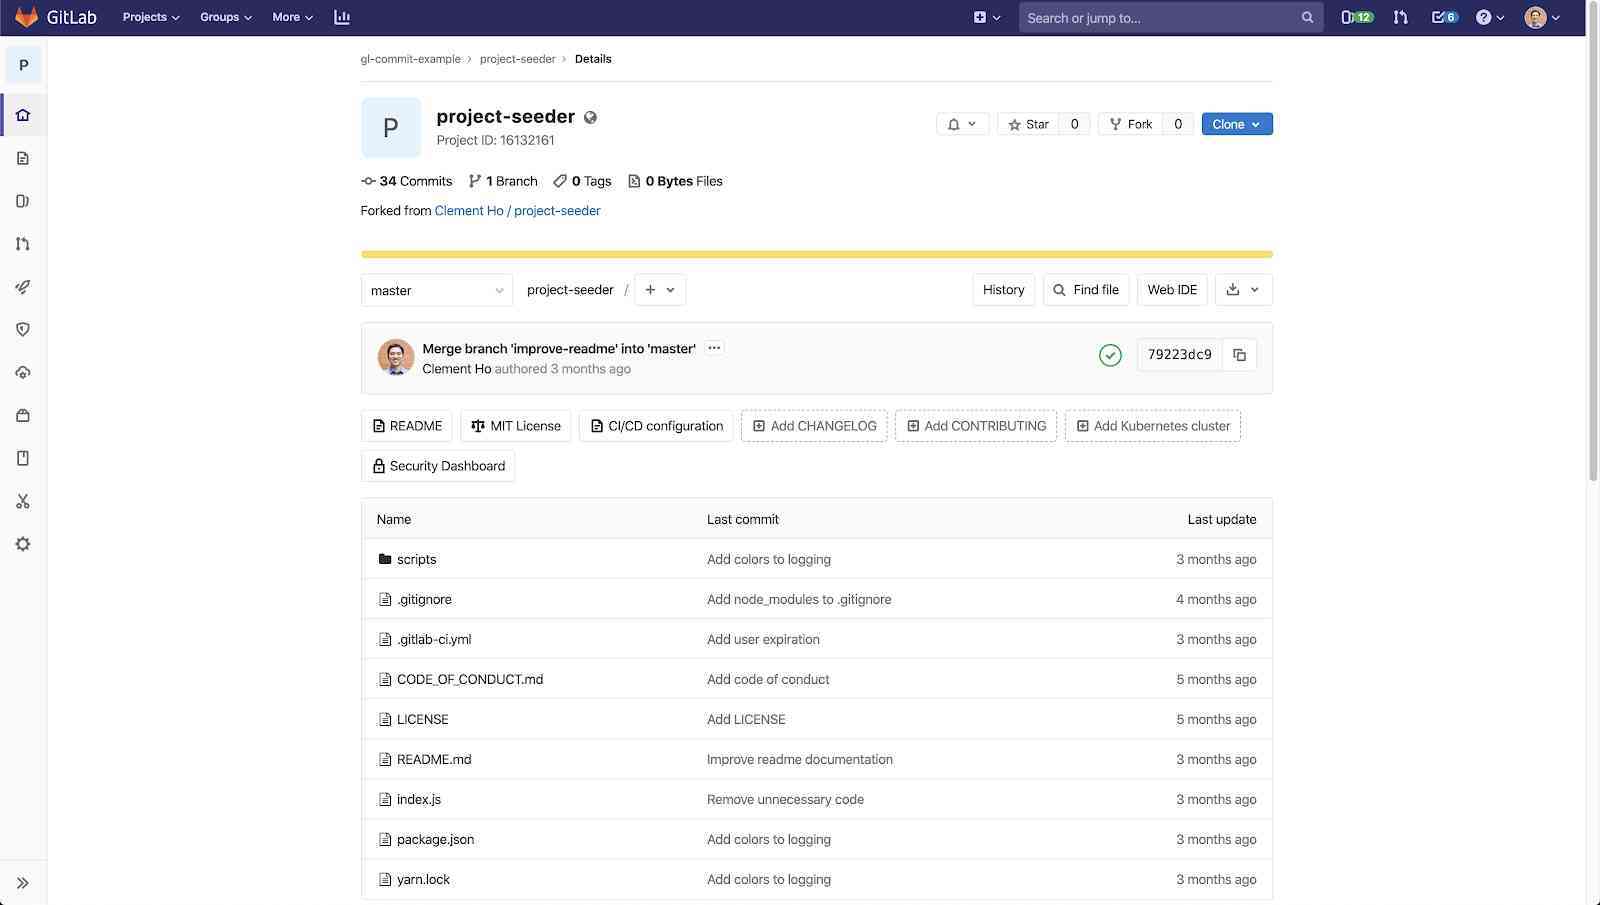 GitLab Projects Groups More Search or jump to... 12 6
P
gl-commit-example › project-seeder › Details
P
project-seeder
Project ID: 16132161
Star 0 Fork 0 Clone
34 Commits 1 Branch 0 Tags 0 Bytes Files
Forked from Clement Ho / project-seeder
master project-seeder / + History Find file Web IDE
Merge branch 'improve-readme' into 'master' ...
Clement Ho authored 3 months ago
79223dc9
README MIT License CI/CD configuration Add CHANGELOG Add CONTRIBUTING Add Kubernetes cluster
Security Dashboard
Name Last commit Last update
scripts Add colors to logging 3 months ago
.gitignore Add node_modules to .gitignore 4 months ago
.gitlab-ci.yml Add user expiration 3 months ago
CODE_OF_CONDUCT.md Add code of conduct 5 months ago
LICENSE Add LICENSE 5 months ago
README.md Improve readme documentation 3 months ago
index.js Remove unnecessary code 3 months ago
package.json Add colors to logging 3 months ago
yarn.lock Add colors to logging 3 months ago